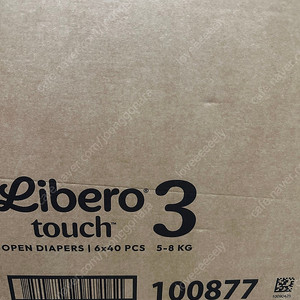 Libero® 3
touch™
OPEN DIAPERS | 6x40 PCS 5-8 KG
100877